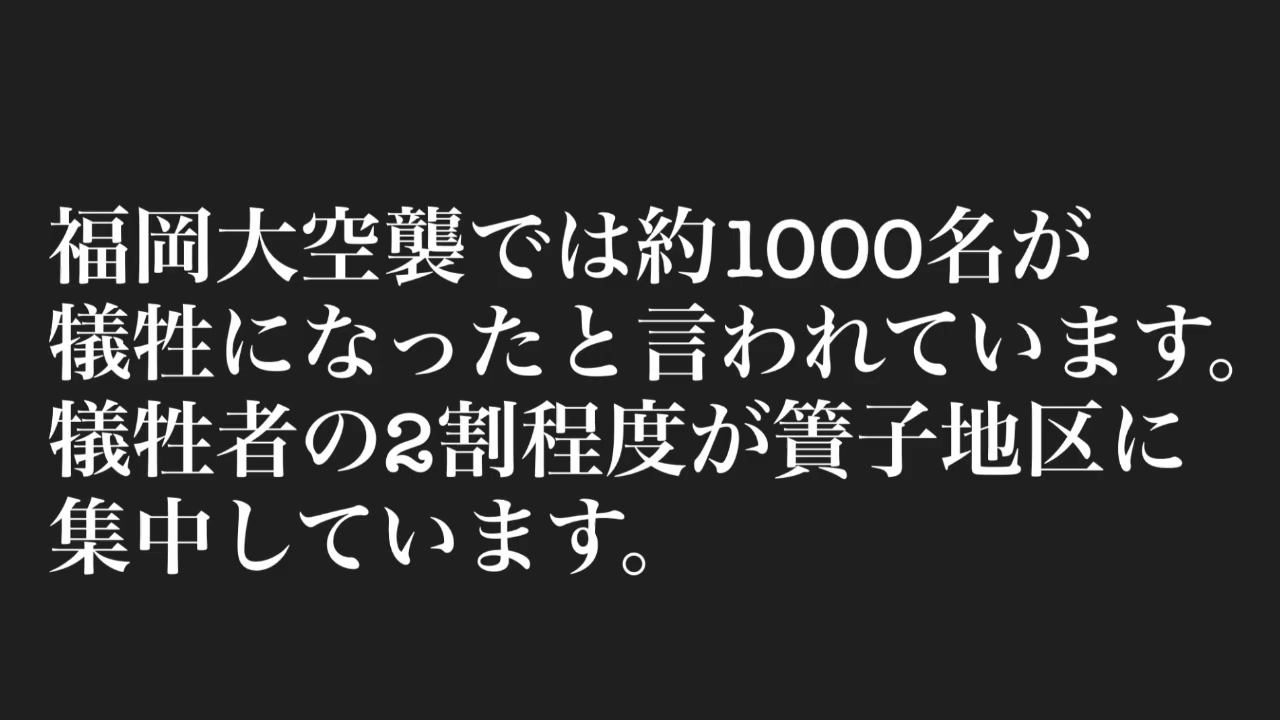 福岡大空襲では約1000名が
犠牲になったと言われています。
犠牲者の2割程度が簀子地区に
集中しています。